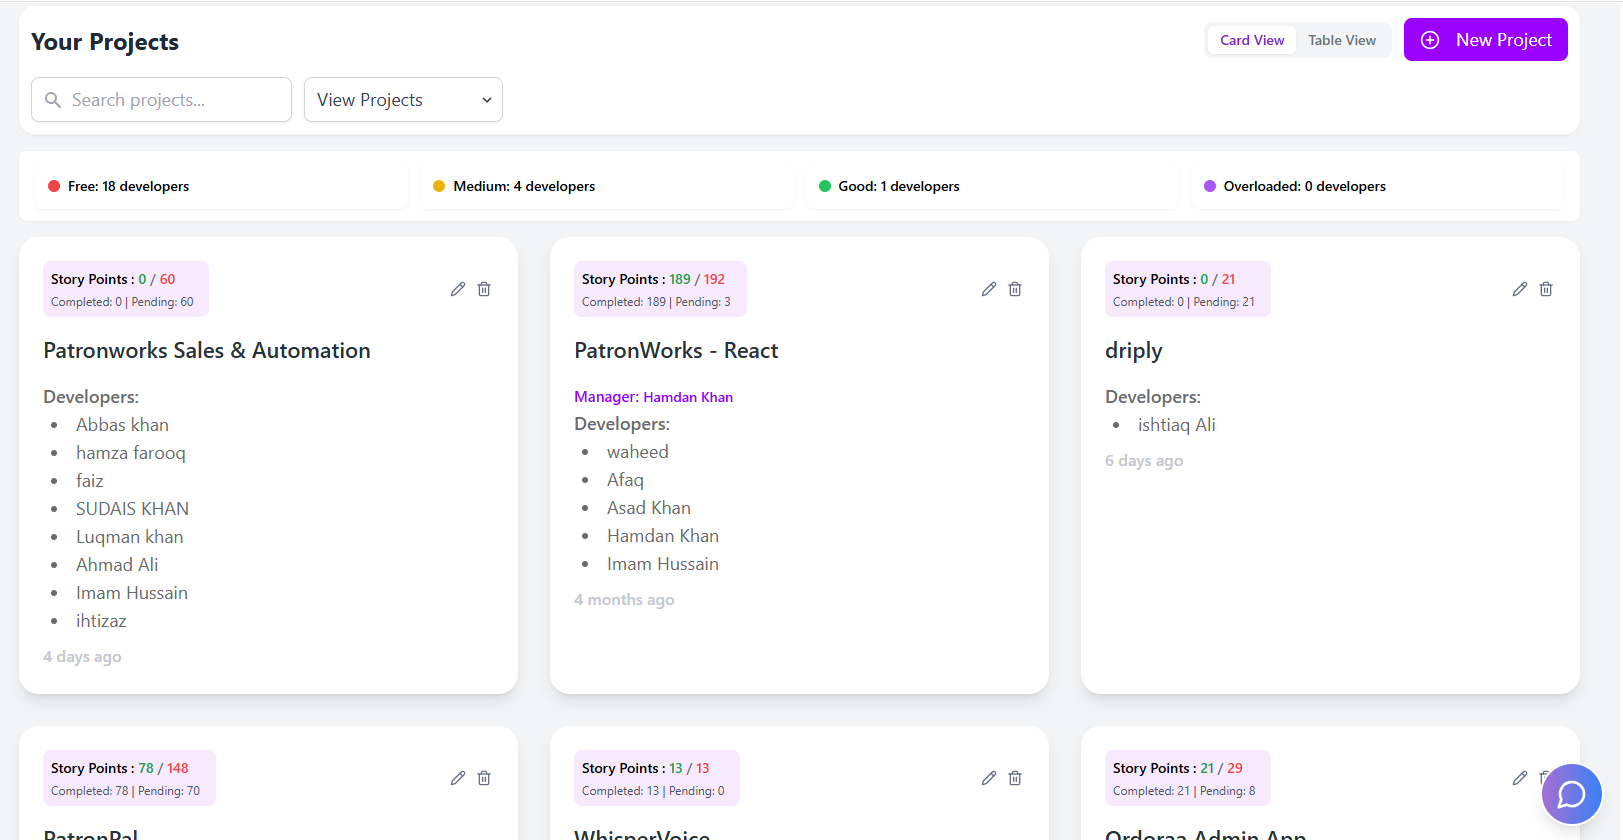 Your Projects
Card View
Table View
New Project
Search projects...
View Projects
Free: 18 developers
Medium: 4 developers
Good: 1 developers
Overloaded: 0 developers
Story Points : 0 / 60
Completed: 0 | Pending: 60
Patronworks Sales & Automation
Developers:
Abbas khan
hamza farooq
faiz
SUDAIS KHAN
Luqman khan
Ahmad Ali
Imam Hussain
ihtizaz
4 days ago
Story Points : 189 / 192
Completed: 189 | Pending: 3
PatronWorks - React
Manager: Hamdan Khan
Developers:
waheed
Afaq
Asad Khan
Hamdan Khan
Imam Hussain
4 months ago
Story Points : 0 / 21
Completed: 0 | Pending: 21
driply
Developers:
ishtiaq Ali
6 days ago
Story Points : 78 / 148
Completed: 78 | Pending: 70
PatronPal
Story Points : 13 / 13
Completed: 13 | Pending: 0
WhisperVoice
Story Points : 21 / 29
Completed: 21 | Pending: 8
Ordoraa Admin App